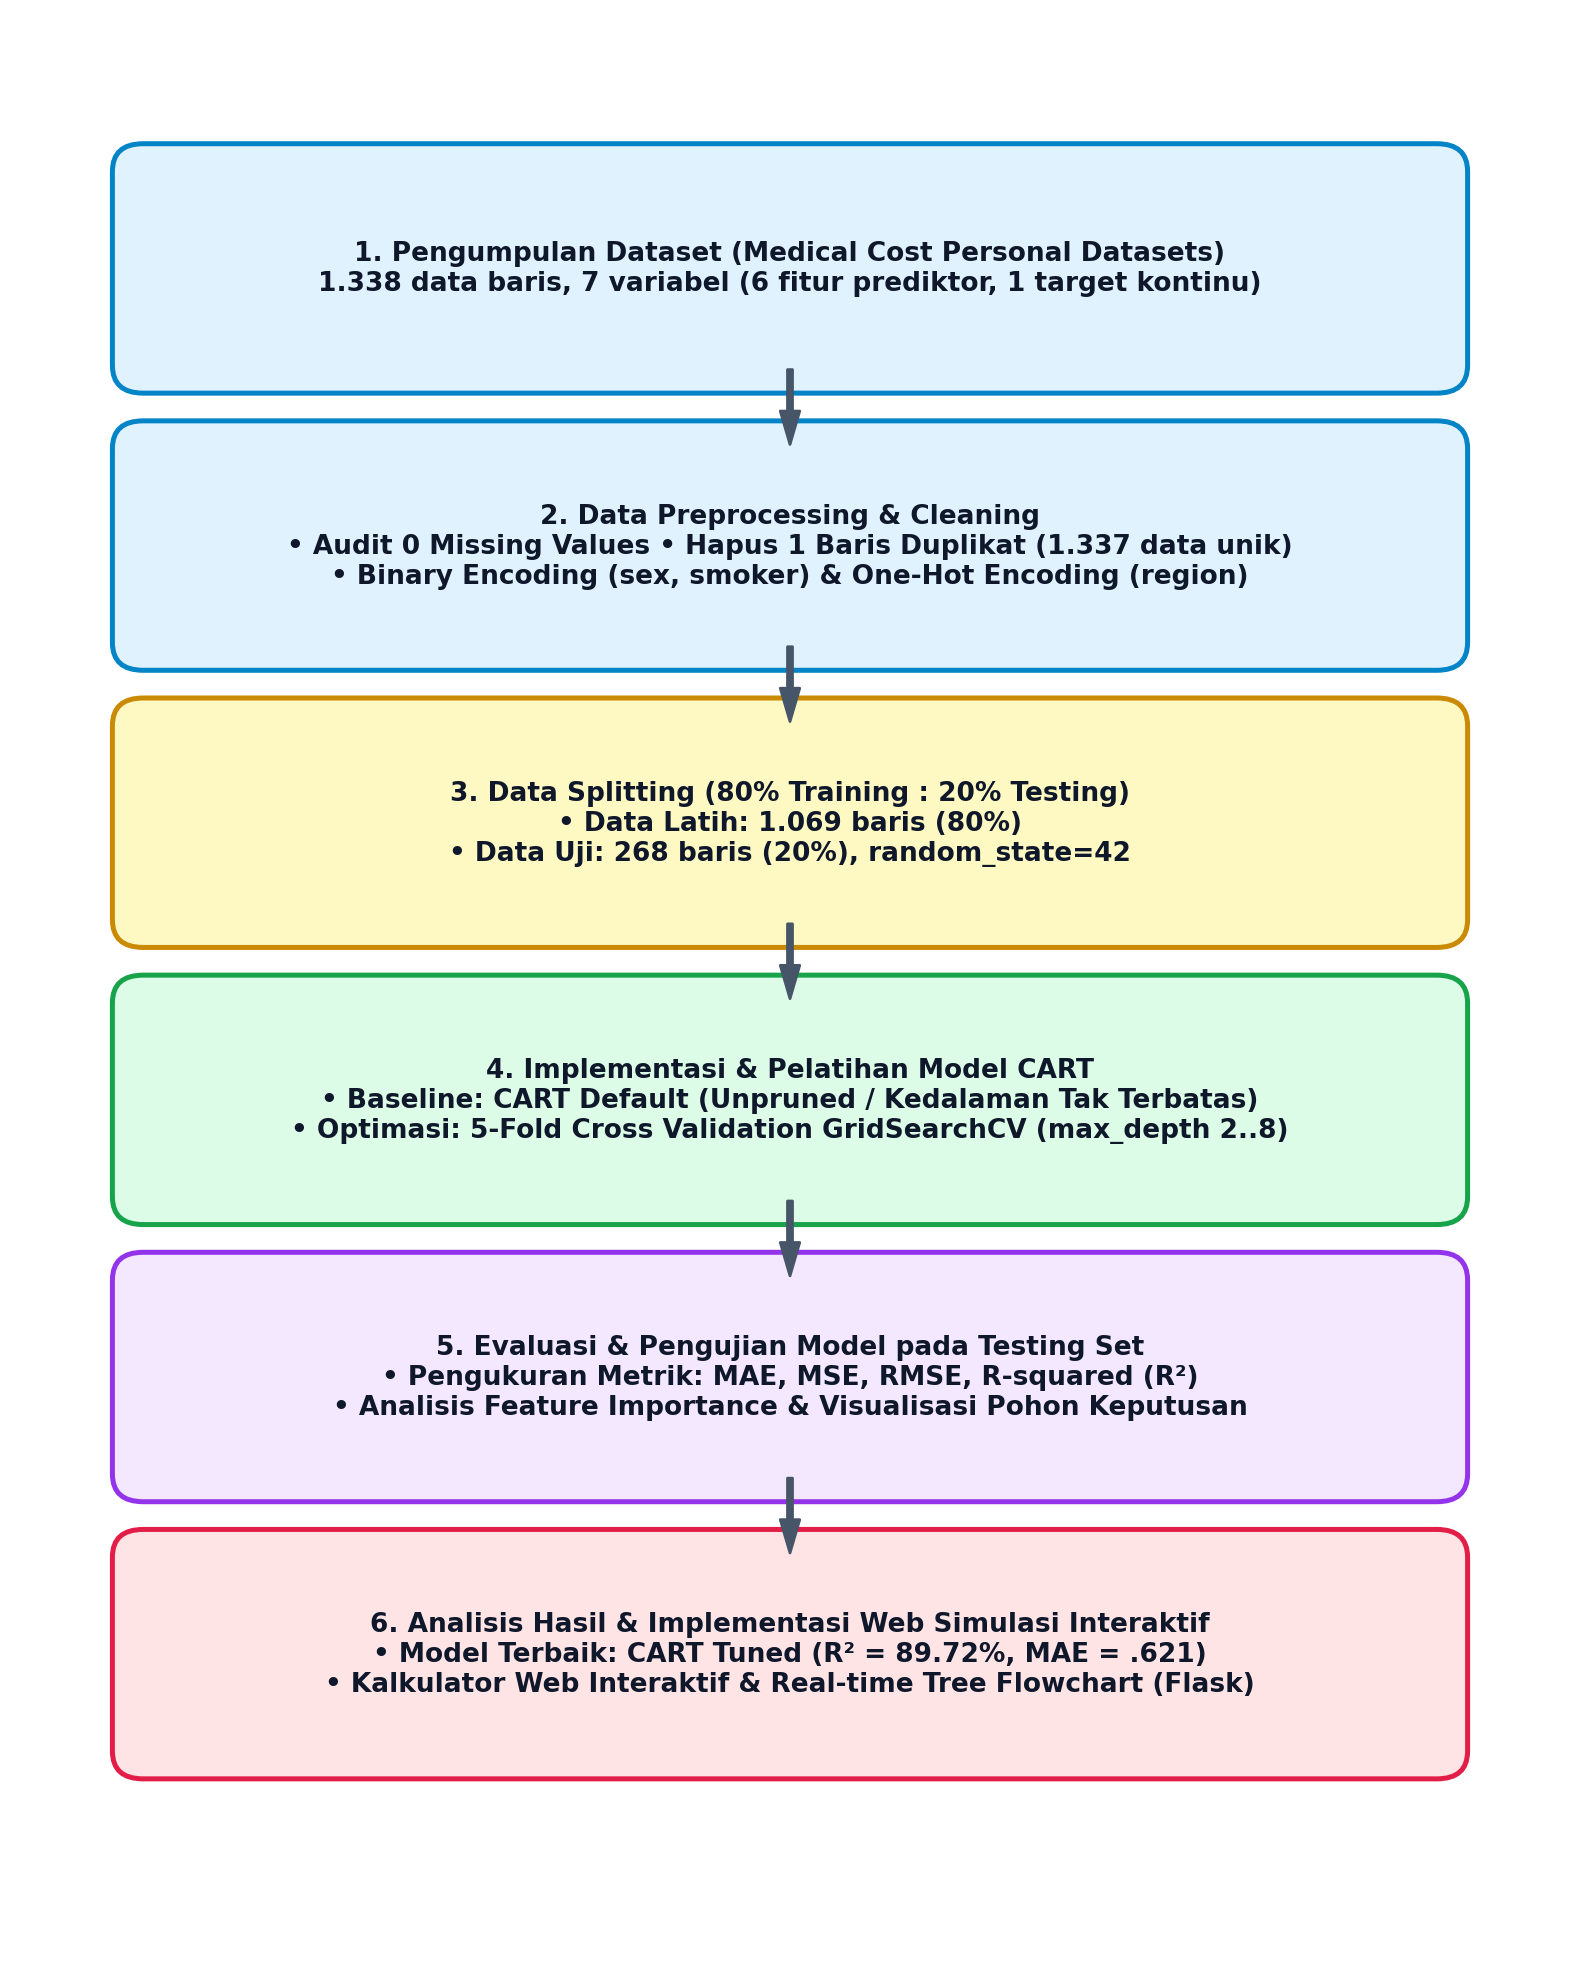 1. Pengumpulan Dataset (Medical Cost Personal Datasets)
1.338 data baris, 7 variabel (6 fitur prediktor, 1 target kontinu)
2. Data Preprocessing & Cleaning
• Audit 0 Missing Values • Hapus 1 Baris Duplikat (1.337 data unik)
• Binary Encoding (sex, smoker) & One-Hot Encoding (region)
3. Data Splitting (80% Training : 20% Testing)
• Data Latih: 1.069 baris (80%)
• Data Uji: 268 baris (20%), random_state=42
4. Implementasi & Pelatihan Model CART
• Baseline: CART Default (Unpruned / Kedalaman Tak Terbatas)
• Optimasi: 5-Fold Cross Validation GridSearchCV (max_depth 2..8)
5. Evaluasi & Pengujian Model pada Testing Set
• Pengukuran Metrik: MAE, MSE, RMSE, R-squared (R²)
• Analisis Feature Importance & Visualisasi Pohon Keputusan
6. Analisis Hasil & Implementasi Web Simulasi Interaktif
• Model Terbaik: CART Tuned (R² = 89.72%, MAE = .621)
• Kalkulator Web Interaktif & Real-time Tree Flowchart (Flask)